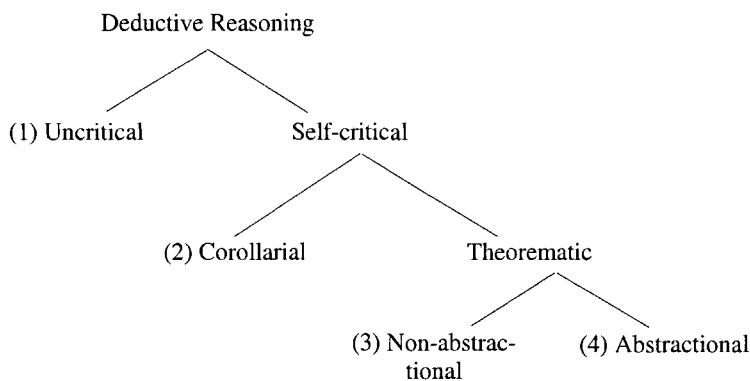 Deductive Reasoning
(1) Uncritical
Self-critical
(2) Corollarial
Theorematic
(3) Non-abstrac-
tional
(4) Abstractional